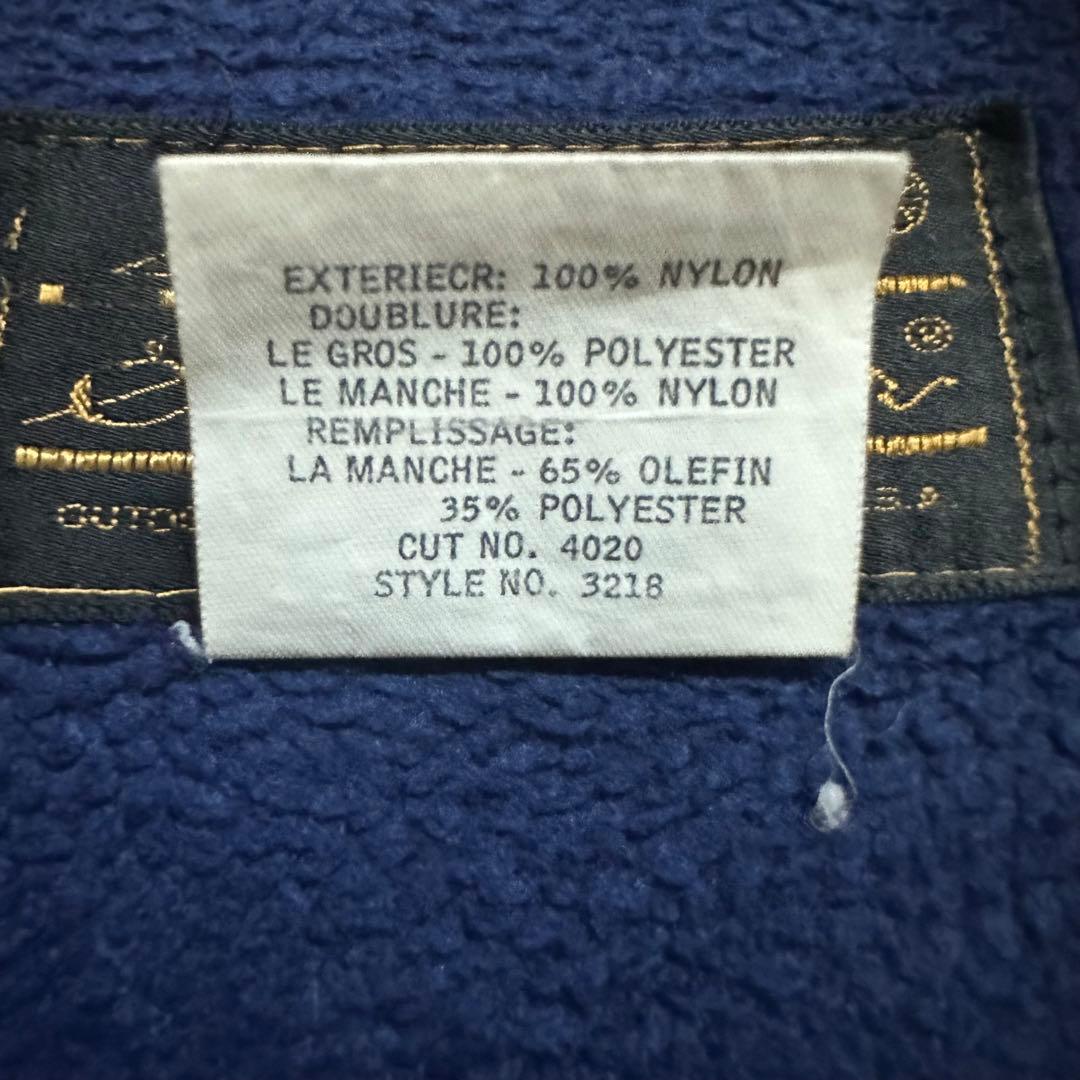 EXTERIECR: 100% NYLON
DOUBLURE:
LE GROS - 100% POLYESTER
LE MANCHE - 100% NYLON
REMPLISSAGE:
LA MANCHE - 65% OLEFIN
35% POLYESTER
CUT NO. 4020
STYLE NO. 3218